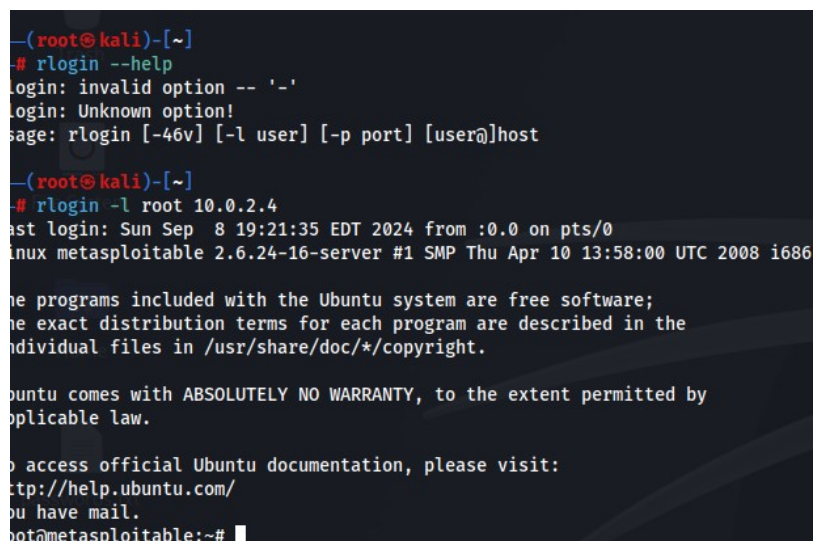 —(root㉿kali)-[~]
# rlogin --help
login: invalid option -- '-'
login: Unknown option!
sage: rlogin [-46v] [-l user] [-p port] [user@]host
—(root㉿kali)-[~]
# rlogin -l root 10.0.2.4
ast login: Sun Sep  8 19:21:35 EDT 2024 from :0.0 on pts/0
inux metasploitable 2.6.24-16-server #1 SMP Thu Apr 10 13:58:00 UTC 2008 i686
he programs included with the Ubuntu system are free software;
he exact distribution terms for each program are described in the
ndividual files in /usr/share/doc/*/copyright.
buntu comes with ABSOLUTELY NO WARRANTY, to the extent permitted by
pplicable law.
o access official Ubuntu documentation, please visit:
ttp://help.ubuntu.com/
ou have mail.
oot@metasploitable:~#